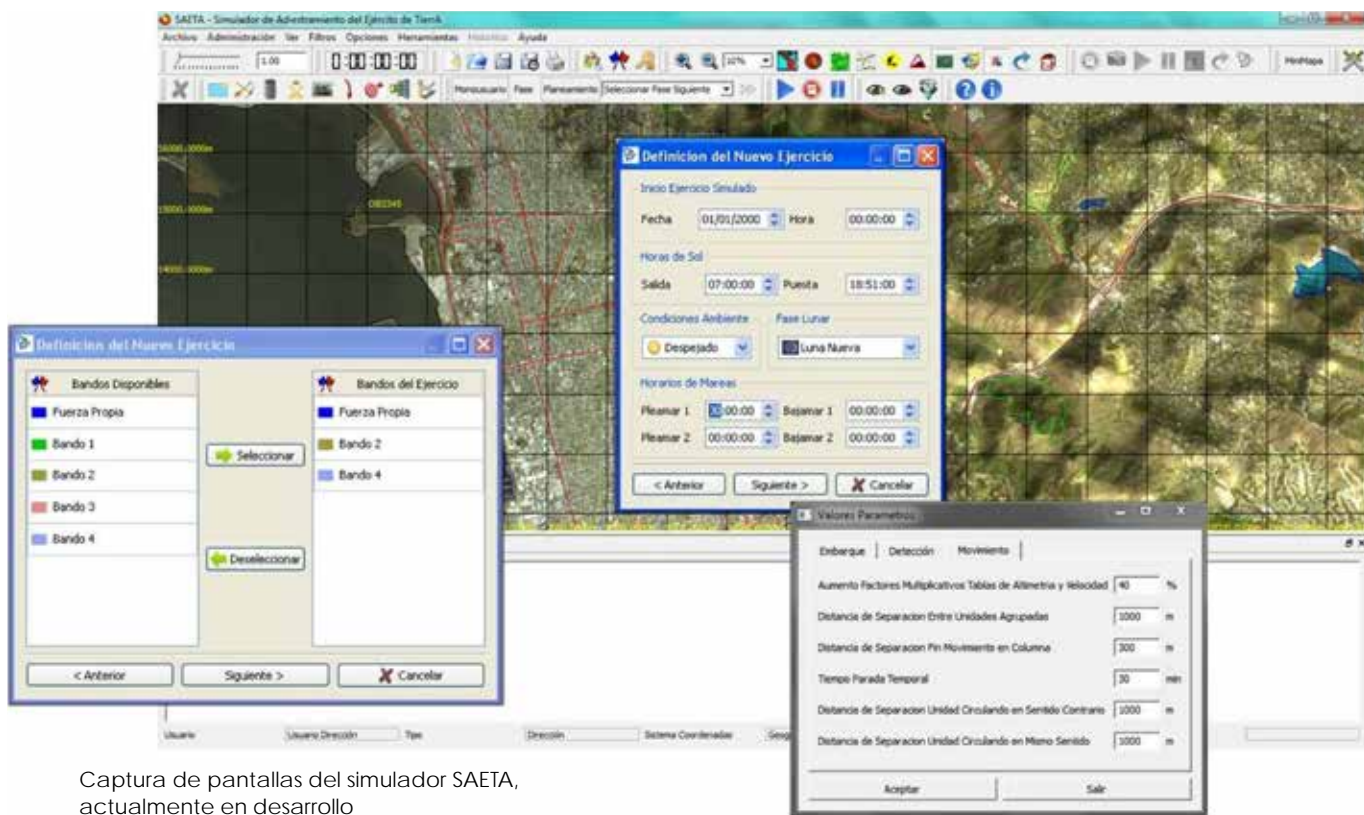 SAETA - Simulador de Adiestramiento del Ejército de Tierra
Archivo Administración Ver Filtros Opciones Herramientas Histórico Ayuda
1.00 0:00:00:00 10% MiniMapa
Monousuario Fase Planeamiento Seleccionar Fase Siguiente
OB2345
Definicion del Nuevo Ejercicio
Inicio Ejercicio Simulado
Fecha 01/01/2000 Hora 00:00:00
Horas de Sol
Salida 07:00:00 Puesta 18:51:00
Condiciones Ambiente Fase Lunar
Despejado Luna Nueva
Horarios de Mareas
Pleamar 1 00:00:00 Bajamar 1 00:00:00
Pleamar 2 00:00:00 Bajamar 2 00:00:00
< Anterior Siguiente > Cancelar
Definicion del Nuevo Ejercicio
Bandos Disponibles
Fuerza Propia
Bando 1
Bando 2
Bando 3
Bando 4
Seleccionar
Deseleccionar
Bandos del Ejercicio
Fuerza Propia
Bando 2
Bando 4
< Anterior Siguiente > Cancelar
Valores Parametros
Embarque Detección Movimiento
Aumento Factores Multiplicativos Tablas de Altimetria y Velocidad 40 %
Distancia de Separacion Entre Unidades Agrupadas 1000 m
Distancia de Separacion Fin Movimiento en Columna 300 m
Tiempo Parada Temporal 30 min
Distancia de Separacion Unidad Circulando en Sentido Contrario 1000 m
Distancia de Separacion Unidad Circulando en Mismo Sentido 1000 m
Aceptar Salir
Usuario Usuario Dirección Tipo Dirección Sistema Coordenadas
Captura de pantallas del simulador SAETA,
actualmente en desarrollo